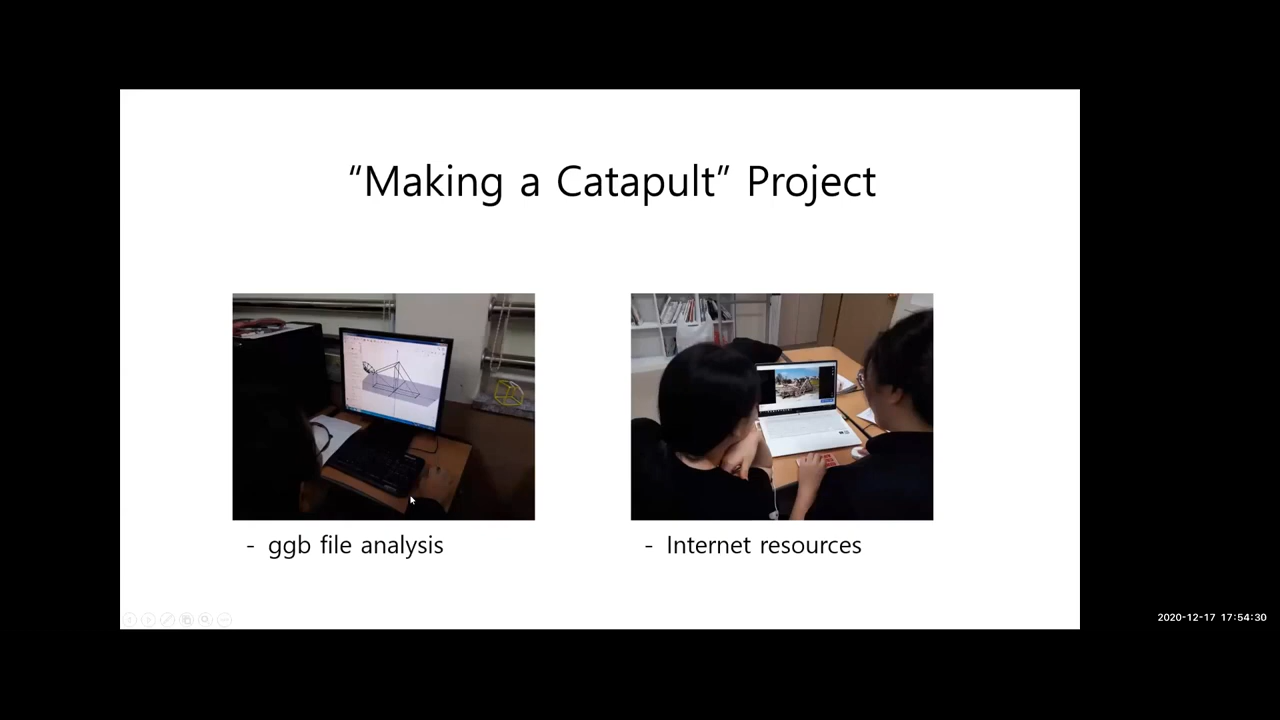 “Making a Catapult” Project
- ggb file analysis
- Internet resources
2020-12-17 17:54:30